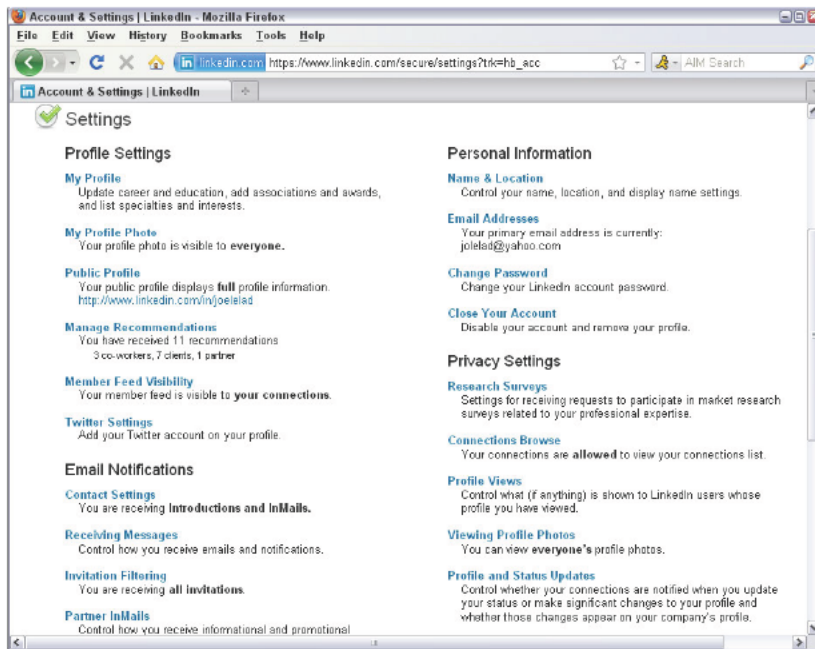 Account & Settings | LinkedIn - Mozilla Firefox
File Edit View History Bookmarks Tools Help
in linkedin.com https://www.linkedin.com/secure/settings?trk=hb_acc
AIM Search
in Account & Settings | LinkedIn
Settings
Profile Settings
My Profile
Update career and education, add associations and awards,
and list specialties and interests.
My Profile Photo
Your profile photo is visible to everyone.
Public Profile
Your public profile displays full profile information.
http://www.linkedin.com/in/joelelad
Manage Recommendations
You have received 11 recommendations
3 co-workers, 7 clients, 1 partner
Member Feed Visibility
Your member feed is visible to your connections.
Twitter Settings
Add your Twitter account on your profile.
Email Notifications
Contact Settings
You are receiving Introductions and InMails.
Receiving Messages
Control how you receive emails and notifications.
Invitation Filtering
You are receiving all invitations.
Partner InMails
Control how you receive informational and promotional
Personal Information
Name & Location
Control your name, location, and display name settings.
Email Addresses
Your primary email address is currently:
jolelad@yahoo.com
Change Password
Change your LinkedIn account password.
Close Your Account
Disable your account and remove your profile.
Privacy Settings
Research Surveys
Settings for receiving requests to participate in market research
surveys related to your professional expertise.
Connections Browse
Your connections are allowed to view your connections list.
Profile Views
Control what (if anything) is shown to LinkedIn users whose
profile you have viewed.
Viewing Profile Photos
You can view everyone's profile photos.
Profile and Status Updates
Control whether your connections are notified when you update
your status or make significant changes to your profile and
whether those changes appear on your company's profile.